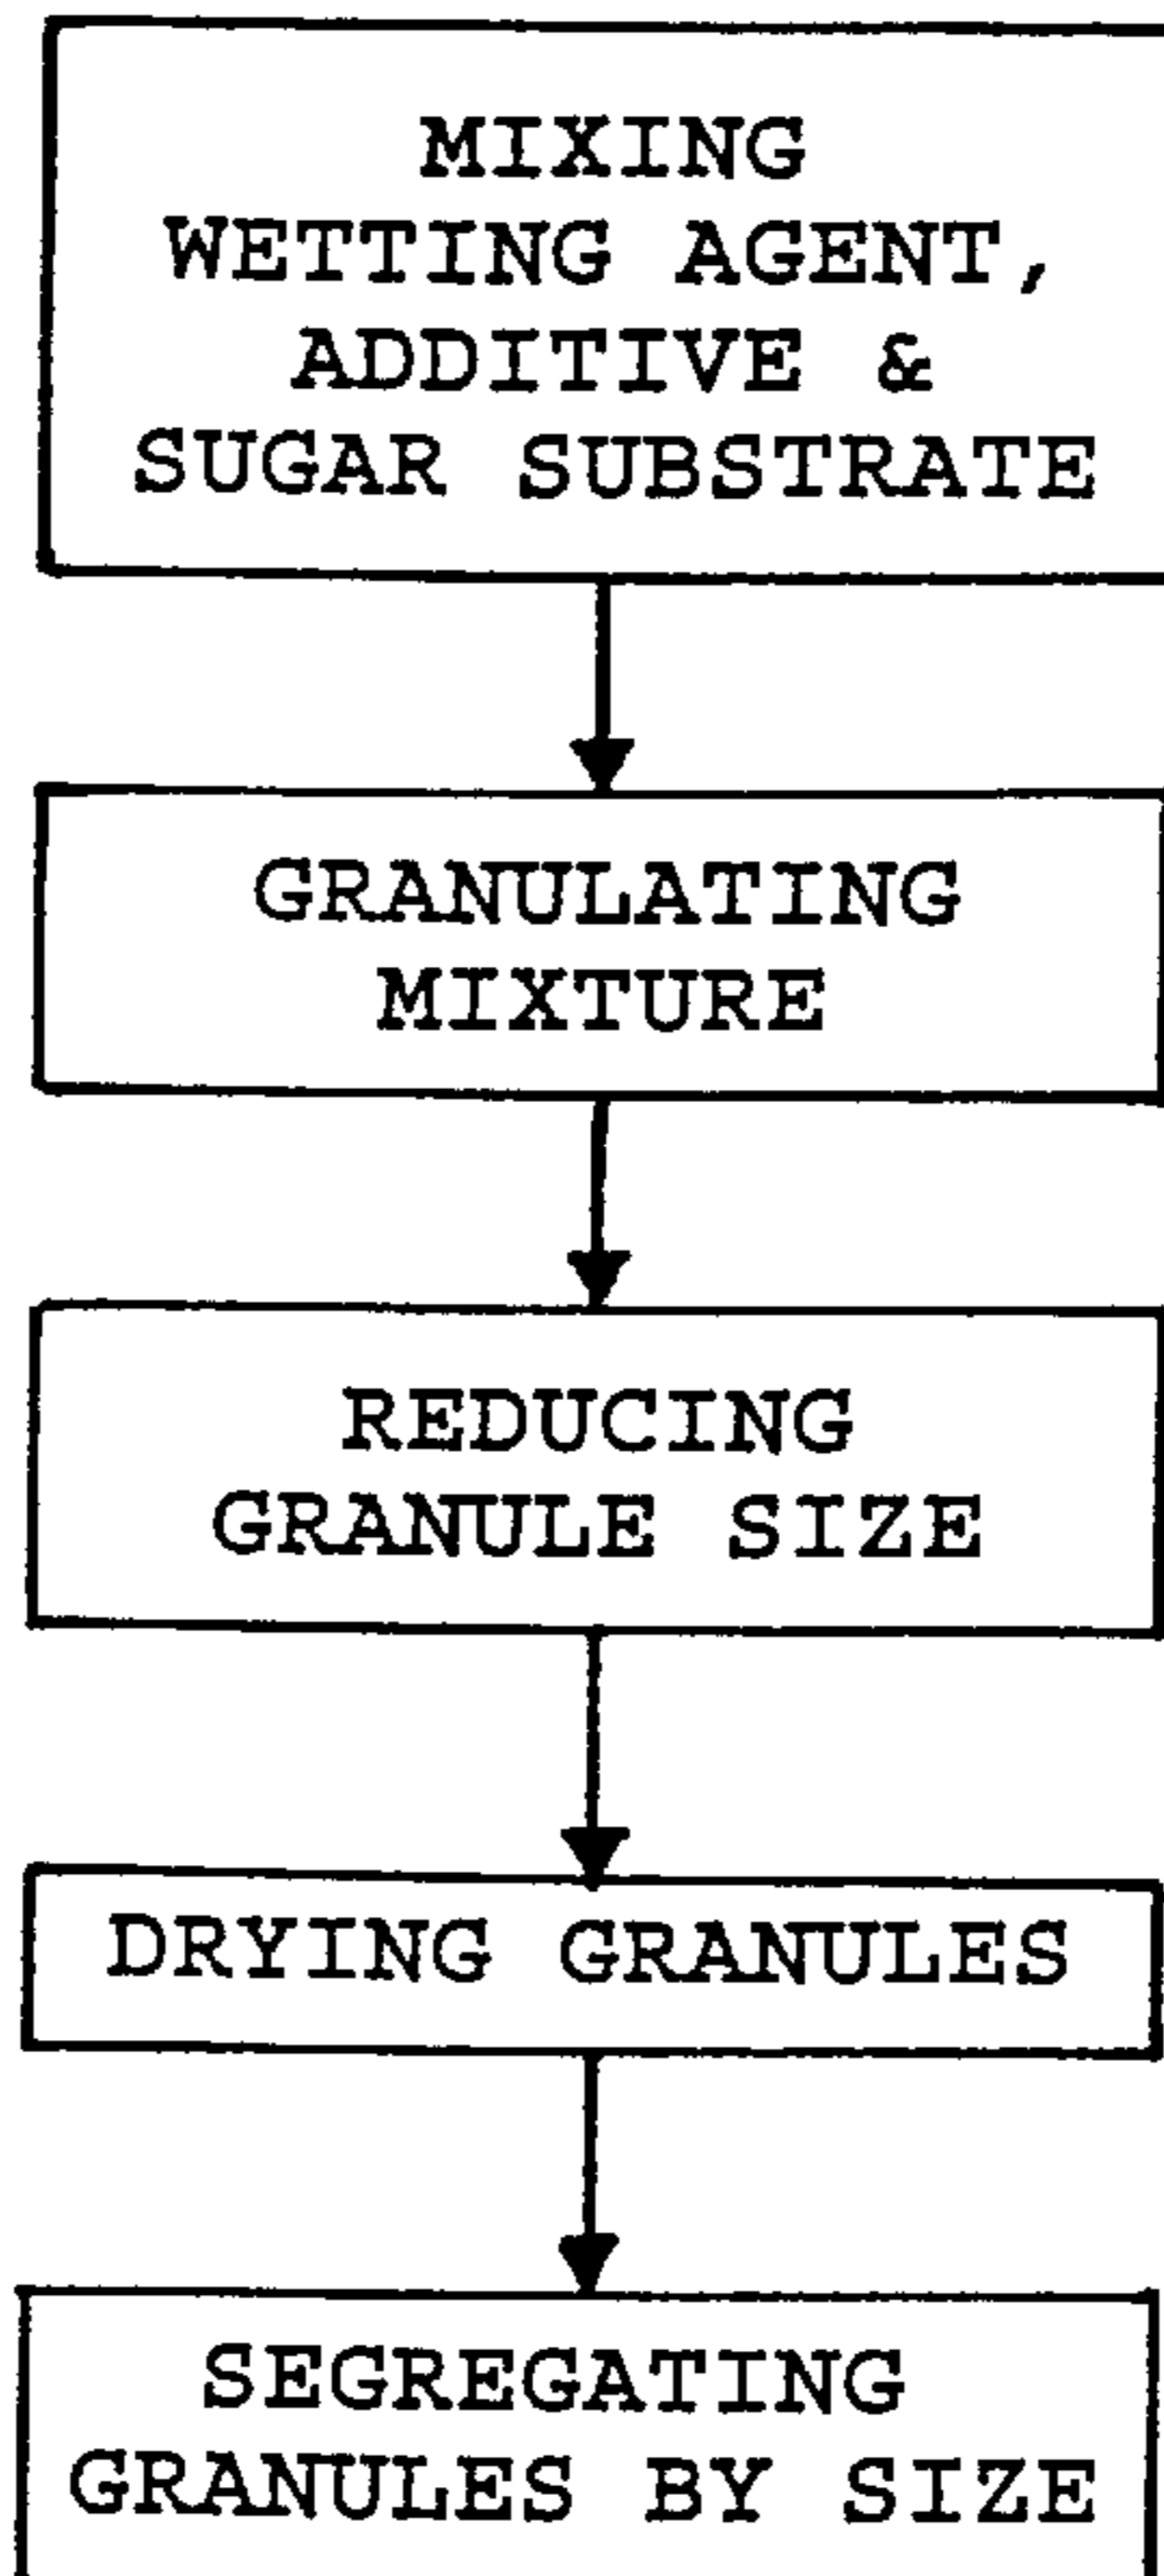 MIXING
WETTING AGENT,
ADDITIVE &
SUGAR SUBSTRATE
GRANULATING
MIXTURE
REDUCING
GRANULE SIZE
DRYING GRANULES
SEGREGATING
GRANULES BY SIZE